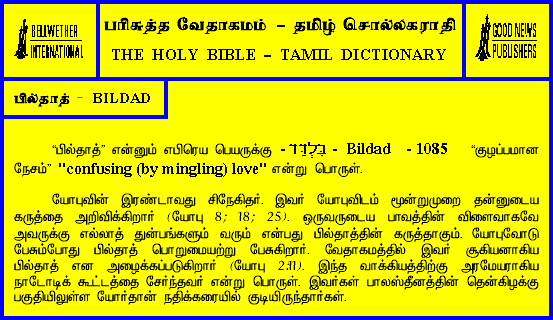 BELLWETHER
INTERNATIONAL
பரிசுத்த வேதாகமம் – தமிழ் சொல்லகராதி
THE HOLY BIBLE – TAMIL DICTIONARY
GOOD NEWS
PUBLISHERS
பில்தாத் - BILDAD
“பில்தாத்” என்னும் எபிரெய பெயருக்கு - בִּלְדַּד - Bildad - 1085 “குழப்பமான
நேசம்” "confusing (by mingling) love" என்று பொருள்.
யோபுவின் இரண்டாவது சிநேகிதர். இவர் யோபுவிடம் மூன்றுமுறை தன்னுடைய
கருத்தை அறிவிக்கிறார் (யோபு 8; 18; 25). ஒருவருடைய பாவத்தின் விளைவாகவே
அவருக்கு எல்லாத் துன்பங்களும் வரும் என்பது பில்தாத்தின் கருத்தாகும். யோபுவோடு
பேசும்போது பில்தாத் பொறுமையற்று பேசுகிறார். வேதாகமத்தில் இவர் சூகியனாகிய
பில்தாத் என அழைக்கப்படுகிறார் (யோபு 2:11). இந்த வாக்கியத்திற்கு அரமேயராகிய
நாடோடிக் கூட்டத்தை சேர்ந்தவர் என்று பொருள். இவர்கள் பாலஸ்தீனத்தின் தென்கிழக்கு
பகுதியிலுள்ள யோர்தான் நதிக்கரையில் குடியிருந்தார்கள்.